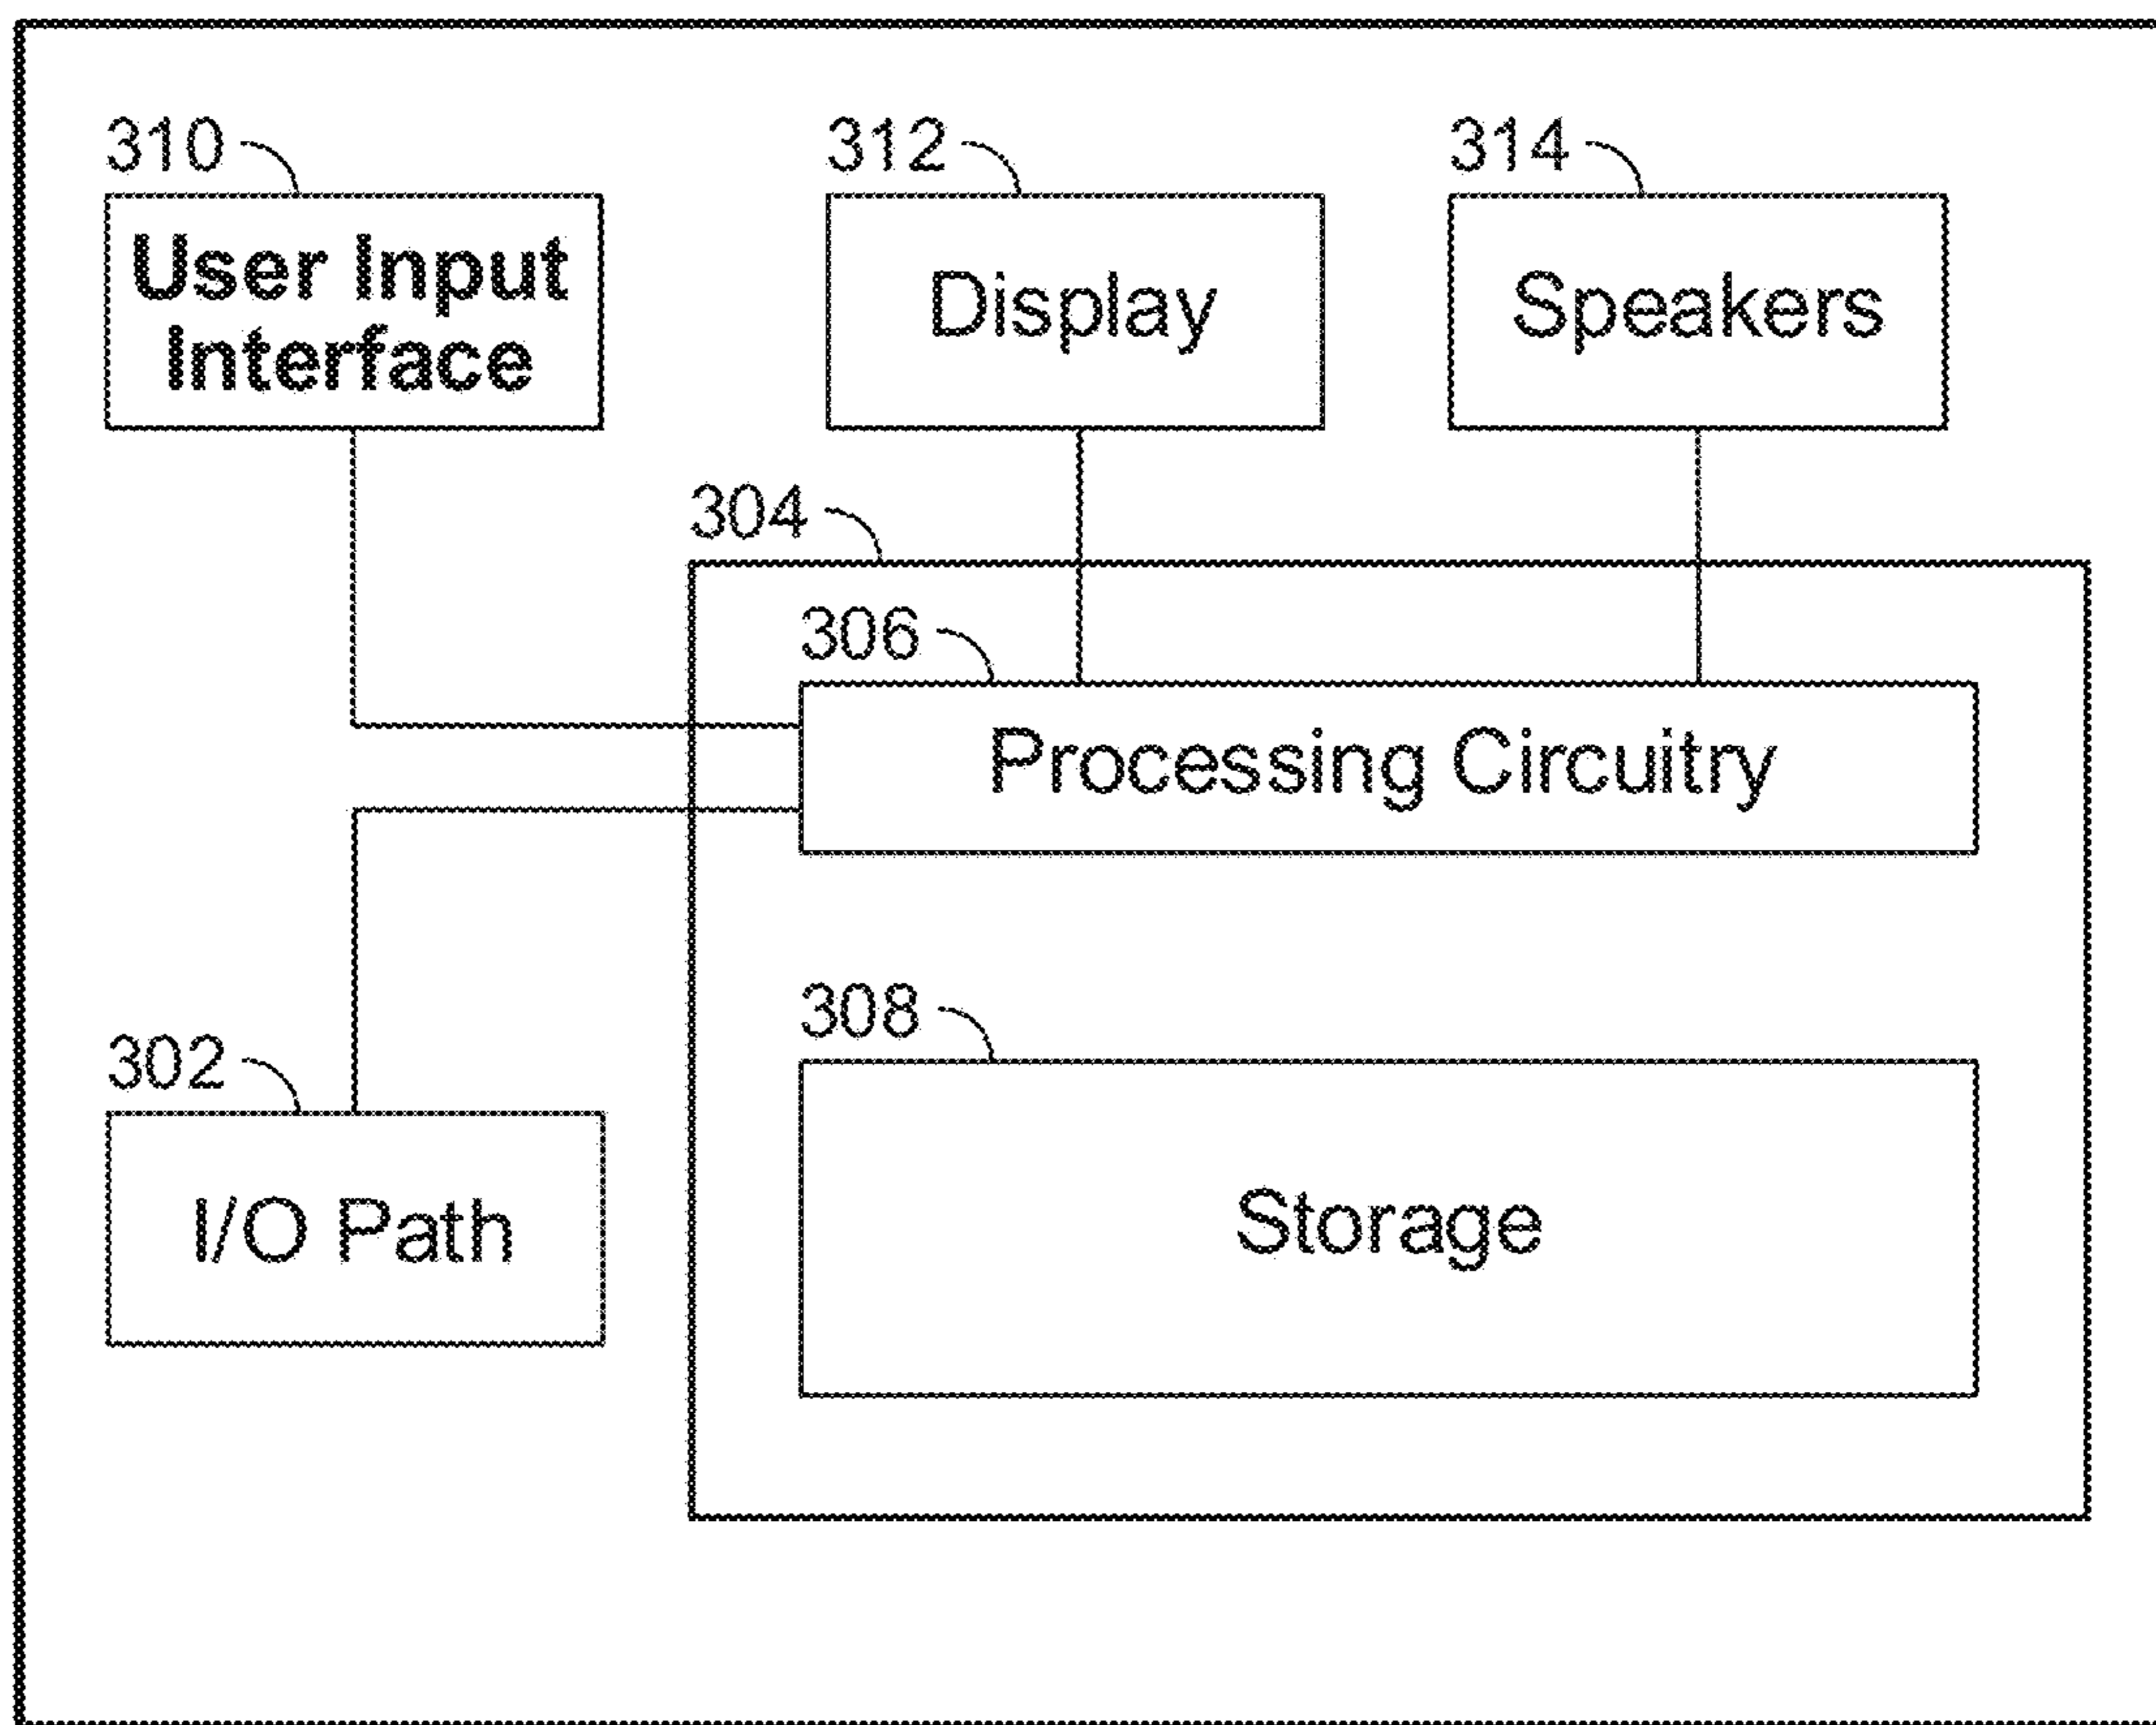 310
312
314
User Input
Interface
Display
Speakers
304
306
Processing Circuitry
308
302
I/O Path
Storage